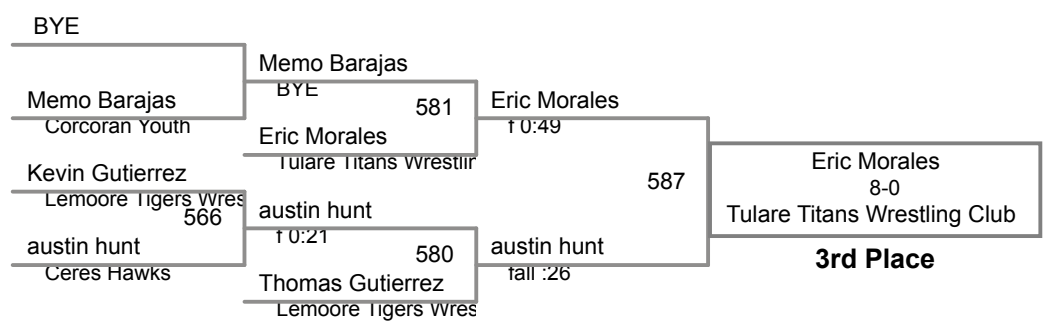 BYE
Memo Barajas
Corcoran Youth
Kevin Gutierrez
Lemoore Tigers Wres
566
austin hunt
Ceres Hawks
Memo Barajas
BYE
581
Eric Morales
Tulare Titans Wrestlin
austin hunt
f 0:21
580
Thomas Gutierrez
Lemoore Tigers Wres
Eric Morales
f 0:49
587
austin hunt
fall :26
Eric Morales
8-0
Tulare Titans Wrestling Club
3rd Place